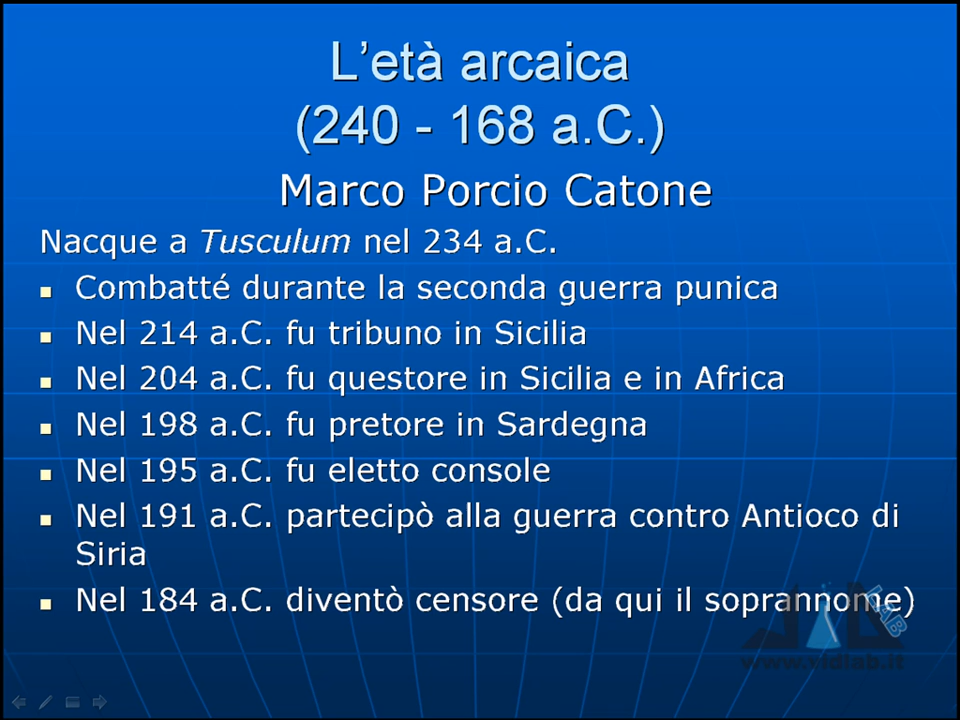 L'età arcaica
(240 - 168 a.C.)
Marco Porcio Catone
Nacque a Tusculum nel 234 a.C.
Combatté durante la seconda guerra punica
Nel 214 a.C. fu tribuno in Sicilia
Nel 204 a.C. fu questore in Sicilia e in Africa
Nel 198 a.C. fu pretore in Sardegna
Nel 195 a.C. fu eletto console
Nel 191 a.C. partecipò alla guerra contro Antioco di
Siria
Nel 184 a.C. diventò censore (da qui il soprannome)
LAB
www.vidlab.it